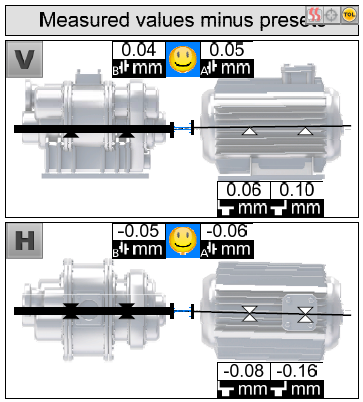 Measured values minus presets
TOL
V
0.04 0.05
B mm A mm
0.06 0.10
mm mm
H
-0.05 -0.06
B mm A mm
-0.08 -0.16
mm mm